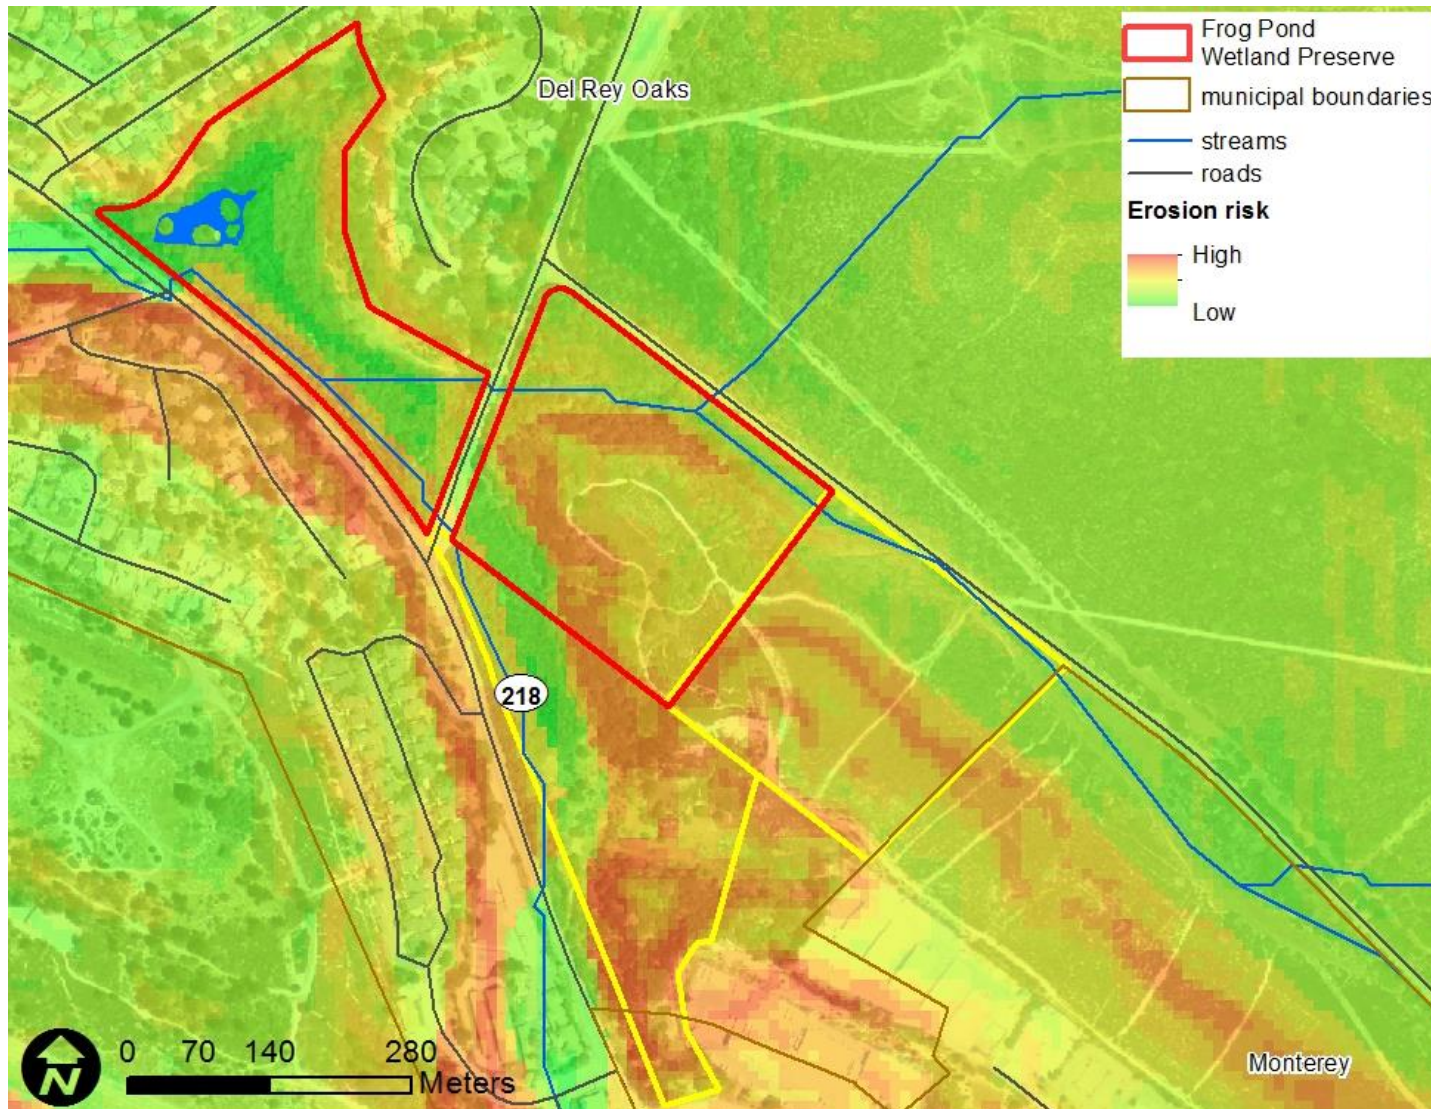 Del Rey Oaks
Frog Pond
Wetland Preserve
municipal boundaries
streams
roads
Erosion risk
High
Low
218
Monterey
N
0 70 140 280
Meters